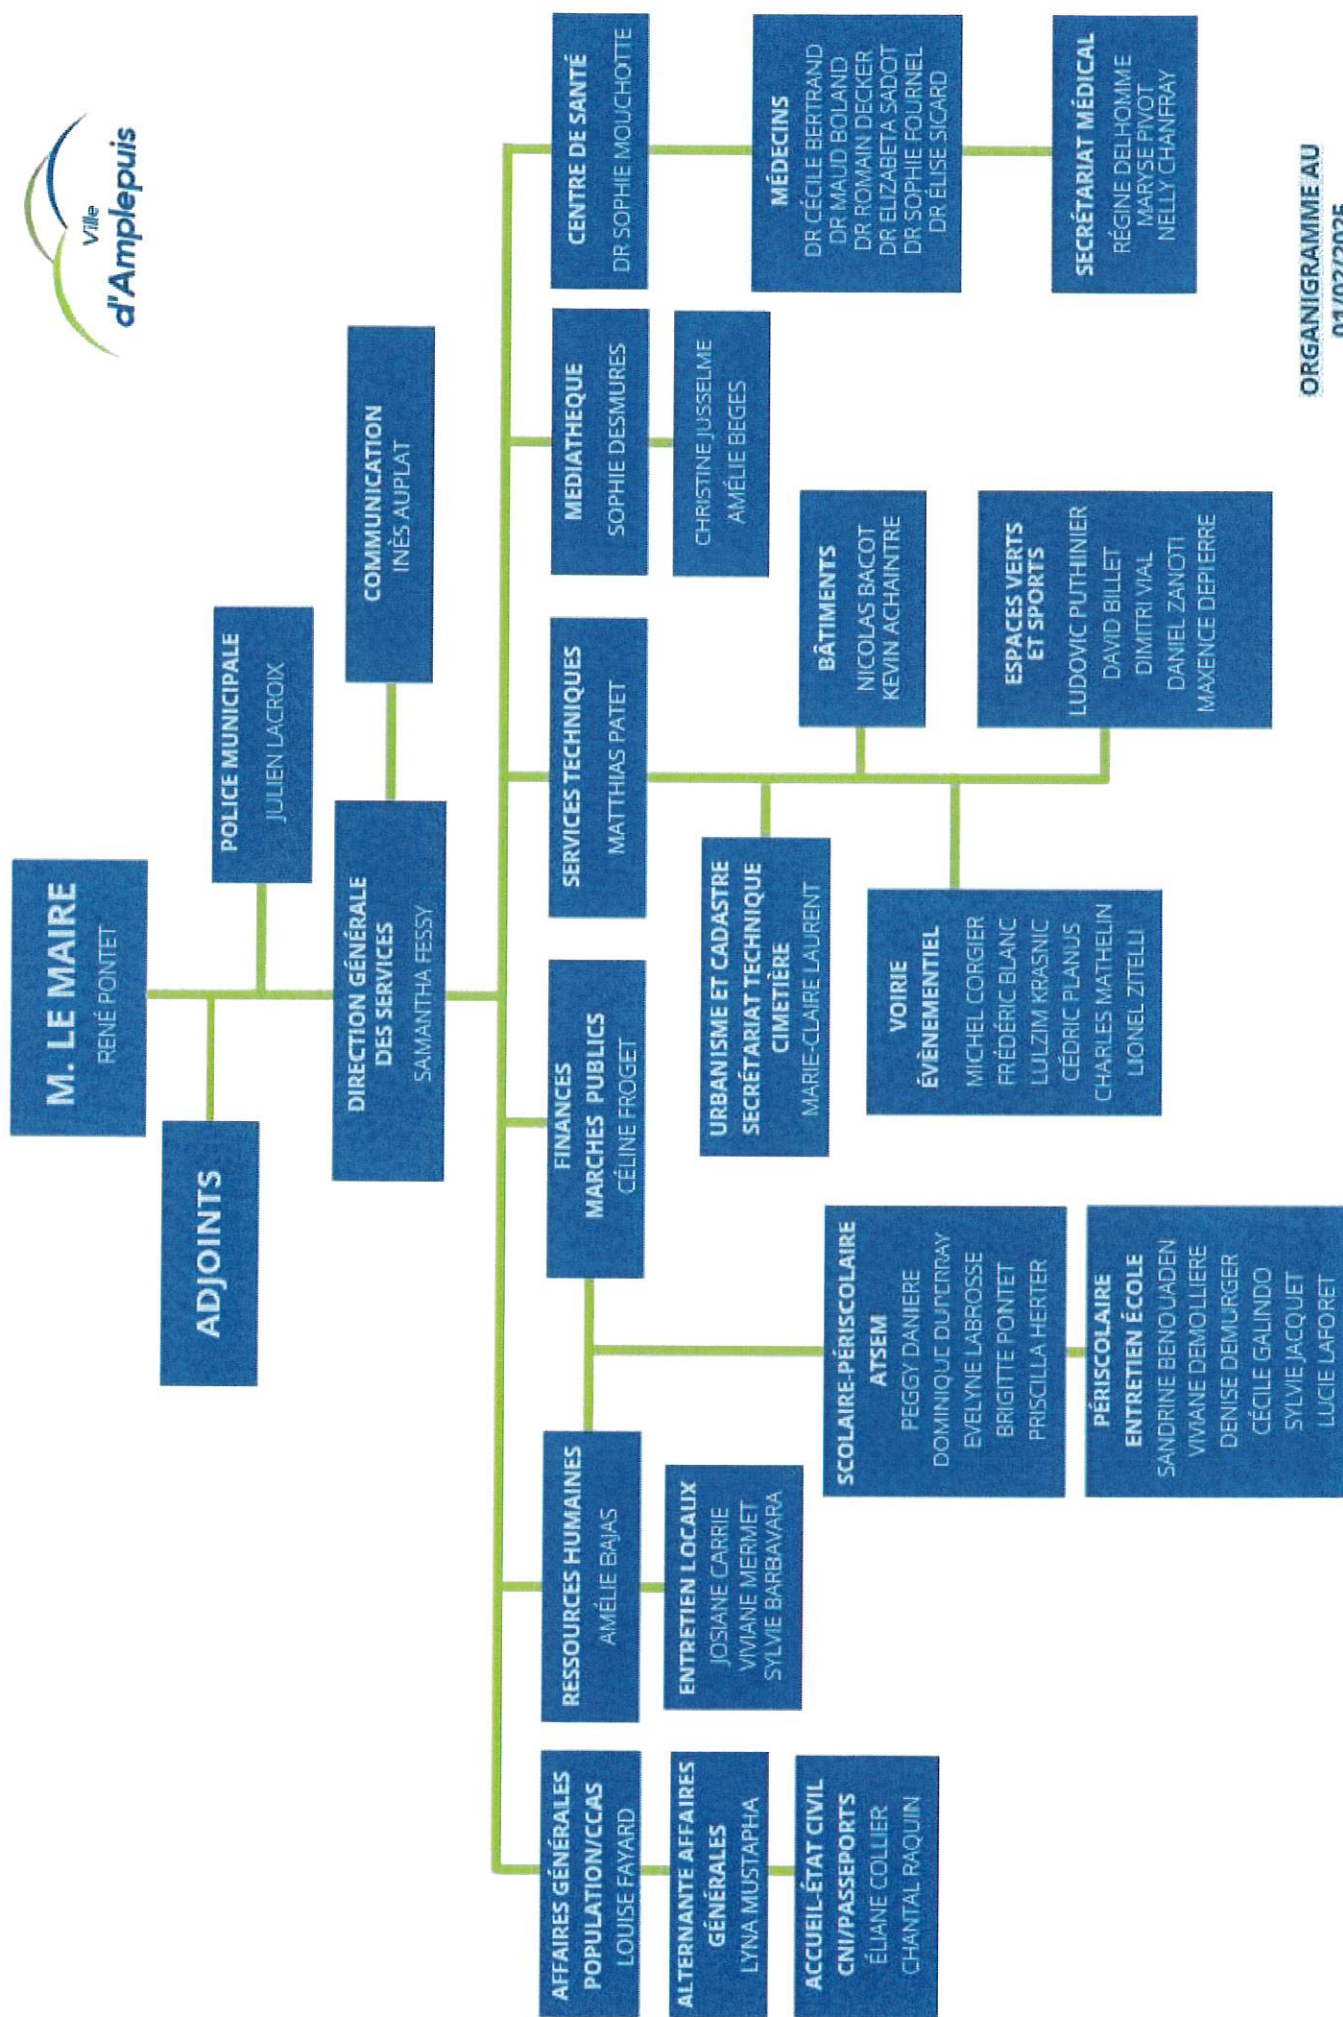 Ville
d'Amplepuis
M. LE MAIRE
RENÉ PONTET
ADJOINTS
POLICE MUNICIPALE
JULIEN LACROIX
DIRECTION GÉNÉRALE
DES SERVICES
SAMANTHA FESSY
COMMUNICATION
INÈS AUPLAT
AFFAIRES GÉNÉRALES
POPULATION/CCAS
LOUISE FAYARD
ALTERNANTE AFFAIRES
GÉNÉRALES
LYNA MUSTAPHA
ACCUEIL-ÉTAT CIVIL
CNI/PASSEPORTS
ÉLIANE COLLIER
CHANTAL RAQUIN
RESSOURCES HUMAINES
AMÉLIE BAJAS
ENTRETIEN LOCAUX
JOSIANE CARRIE
VIVIANE MERMET
SYLVIE BARBAVARA
FINANCES
MARCHES PUBLICS
CÉLINE FROGET
SCOLAIRE-PÉRISCOLAIRE
ATSEM
PEGGY DANIERE
DOMINIQUE DUPERRAY
EVELYNE LABROSSE
BRIGITTE PONTET
PRISCILLA HERTER
PÉRISCOLAIRE
ENTRETIEN ÉCOLE
SANDRINE BENOUADEN
VIVIANE DEMOLLIERE
DENISE DEMURGER
CÉCILE GALINDO
SYLVIE JACQUET
LUCIE LAFORET
SERVICES TECHNIQUES
MATTHIAS PATET
URBANISME ET CADASTRE
SECRÉTARIAT TECHNIQUE
CIMETIÈRE
MARIE-CLAIRE LAURENT
BÂTIMENTS
NICOLAS BACOT
KEVIN ACHAINTRE
VOIRIE
ÉVÈNEMENTIEL
MICHEL CORGIER
FRÉDÉRIC BLANC
LULZIM KRASNIC
CÉDRIC PLANUS
CHARLES MATHELIN
LIONEL ZITELLI
ESPACES VERTS
ET SPORTS
LUDOVIC PUTHINIER
DAVID BILLET
DIMITRI VIAL
DANIEL ZANOTI
MAXENCE DEPIERRE
MEDIATHEQUE
SOPHIE DESMURES
CHRISTINE JUSSELME
AMÉLIE BEGES
CENTRE DE SANTÉ
DR SOPHIE MOUCHOTTE
MÉDECINS
DR CÉCILE BERTRAND
DR MAUD BOLAND
DR ROMAIN DECKER
DR ELIZABETA SADOT
DR SOPHIE FOURNEL
DR ÉLISE SICARD
SECRÉTARIAT MÉDICAL
RÉGINE DELHOMME
MARYSE PIVOT
NELLY CHANFRAY
ORGANIGRAMME AU
01/02/2025